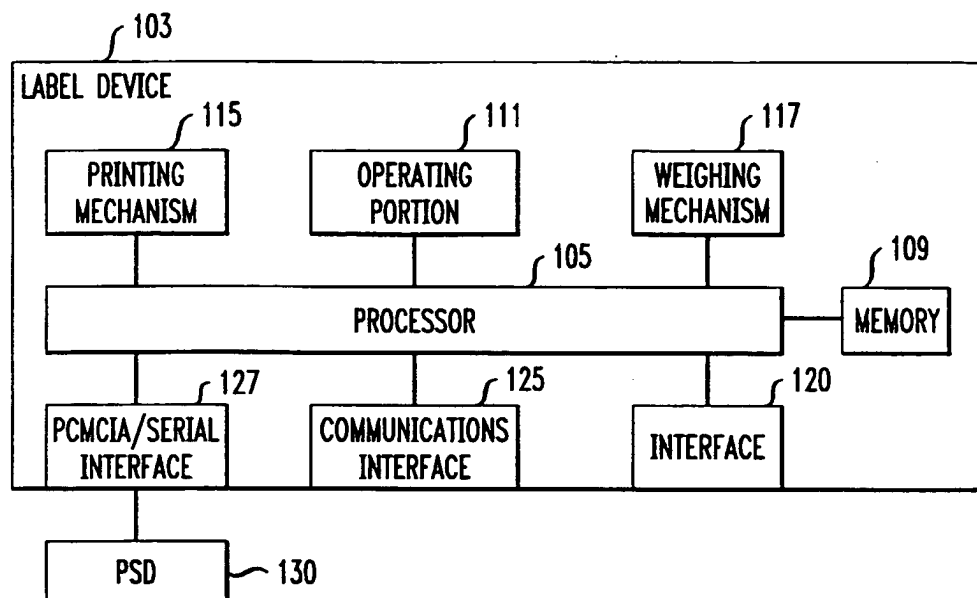 103
LABEL DEVICE
115
111
117
PRINTING
MECHANISM
OPERATING
PORTION
WEIGHING
MECHANISM
105
109
PROCESSOR
MEMORY
127
125
120
PCMCIA/SERIAL
INTERFACE
COMMUNICATIONS
INTERFACE
INTERFACE
PSD
130